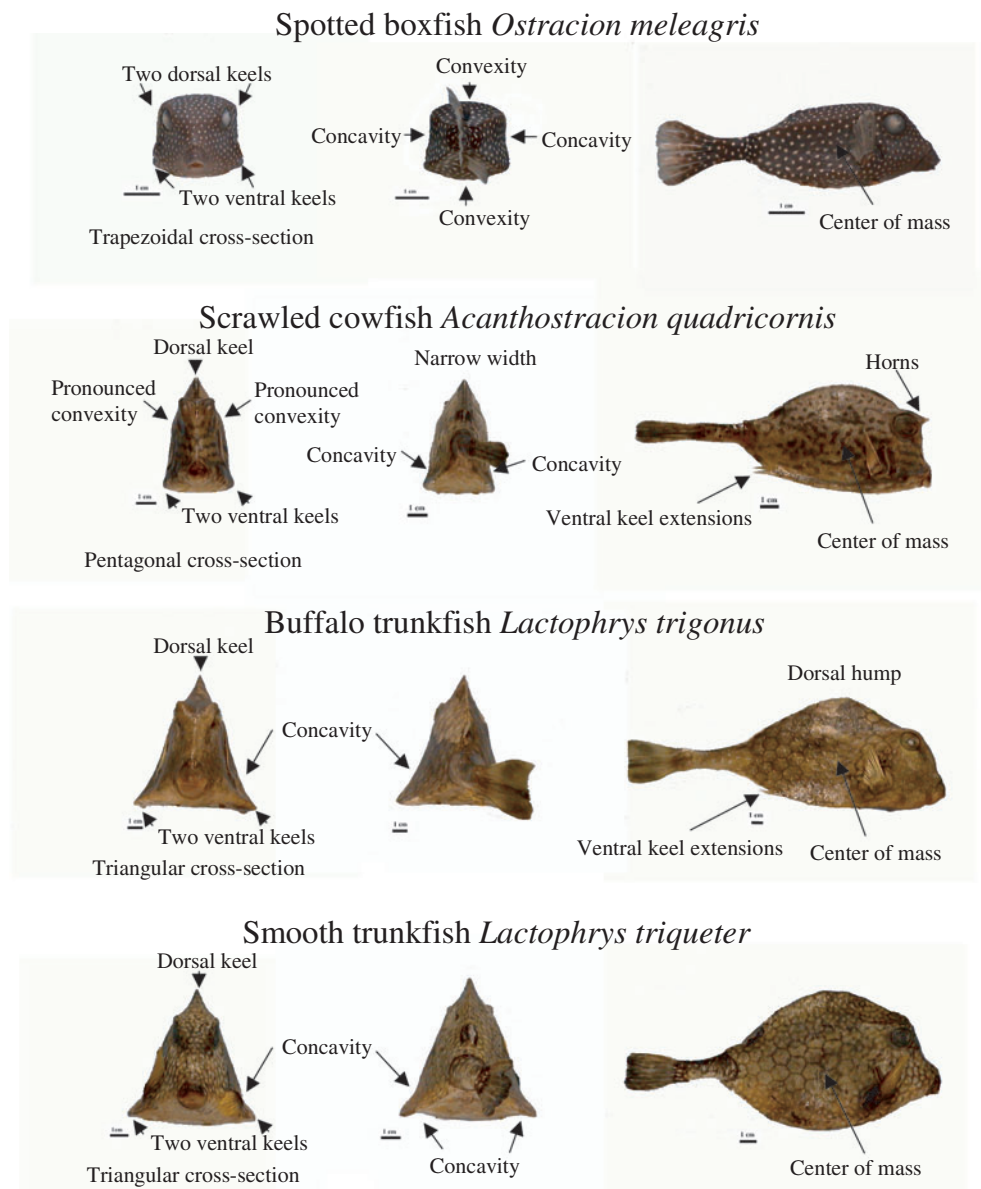 Spotted boxfish Ostracion meleagris
Two dorsal keels
Convexity
Concavity
Concavity
1 cm
Two ventral keels
1 cm
Convexity
1 cm
Center of mass
Trapezoidal cross-section
Scrawled cowfish Acanthostracion quadricornis
Dorsal keel
Narrow width
Horns
Pronounced
convexity
Pronounced
convexity
Concavity
Concavity
1 cm
Two ventral keels
1 cm
Ventral keel extensions
1 cm
Center of mass
Pentagonal cross-section
Buffalo trunkfish Lactophrys trigonus
Dorsal keel
Dorsal hump
Concavity
1 cm
Two ventral keels
1 cm
Ventral keel extensions
1 cm
Center of mass
Triangular cross-section
Smooth trunkfish Lactophrys triqueter
Dorsal keel
Concavity
1cm
Two ventral keels
1 cm
Concavity
1 cm
Center of mass
Triangular cross-section